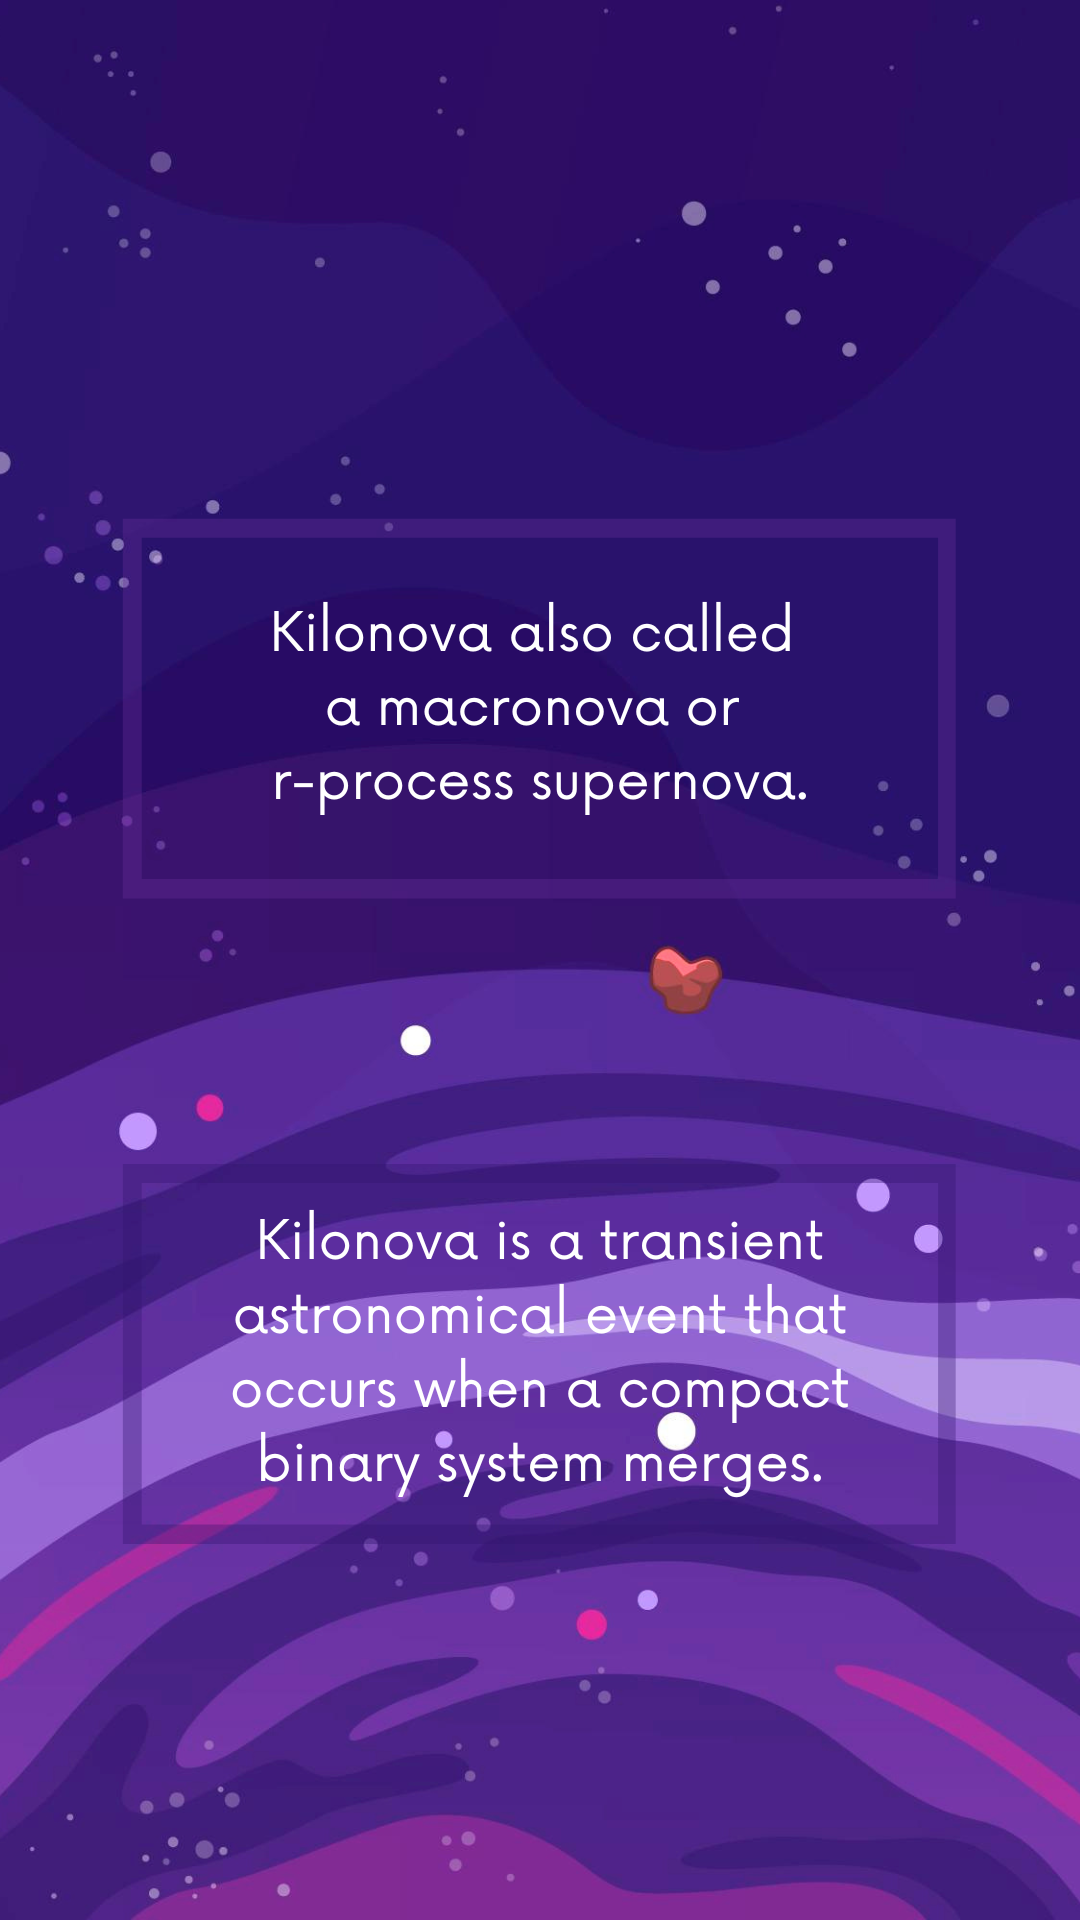 Kilonova also called
a macronova or
r-process supernova.
Kilonova is a transient
astronomical event that
occurs when a compact
binary system merges.